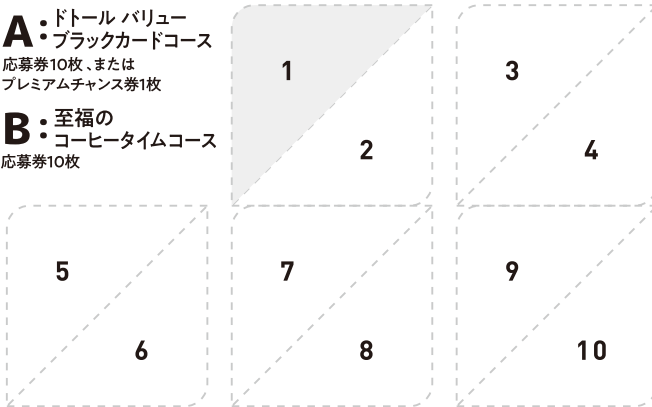 A:ドトール バリュー
ブラックカードコース
応募券10枚、または
プレミアムチャンス券1枚
B:至福の
コーヒータイムコース
応募券10枚
1
2
3
4
5
6
7
8
9
10